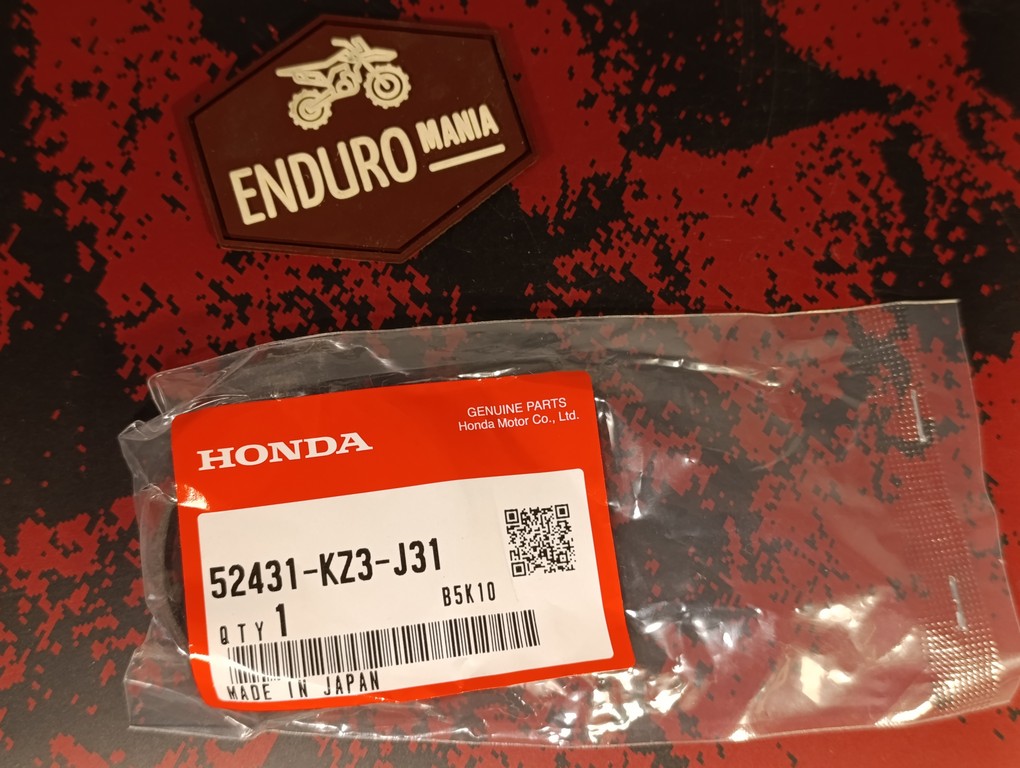 ENDURO MANIA
HONDA
GENUINE PARTS
Honda Motor Co., Ltd.
52431-KZ3-J31
B5K10
QTY 1
MADE IN JAPAN